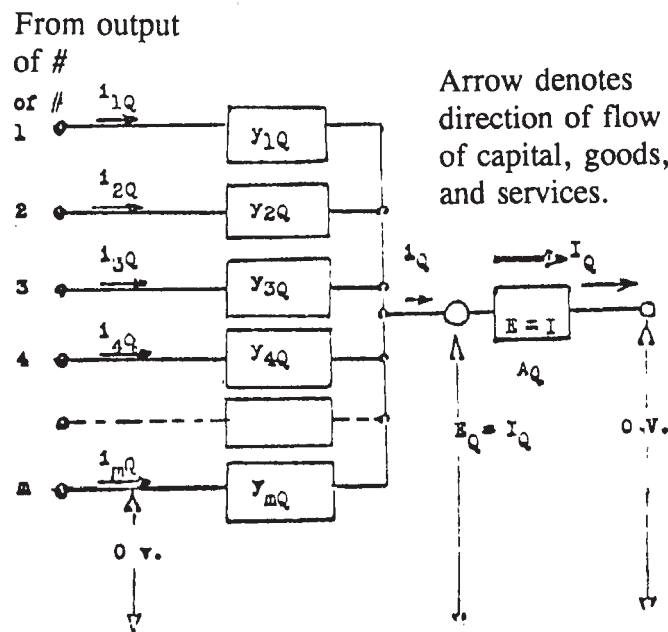 From output
of #
or #
Arrow denotes
direction of flow
of capital, goods,
and services.
1
i1Q
y1Q
2
i2Q
y2Q
3
i3Q
y3Q
4
i4Q
y4Q
m
imQ
ymQ
0 v.
iQ
IQ
E = I
AQ
EQ = IQ
0 V.